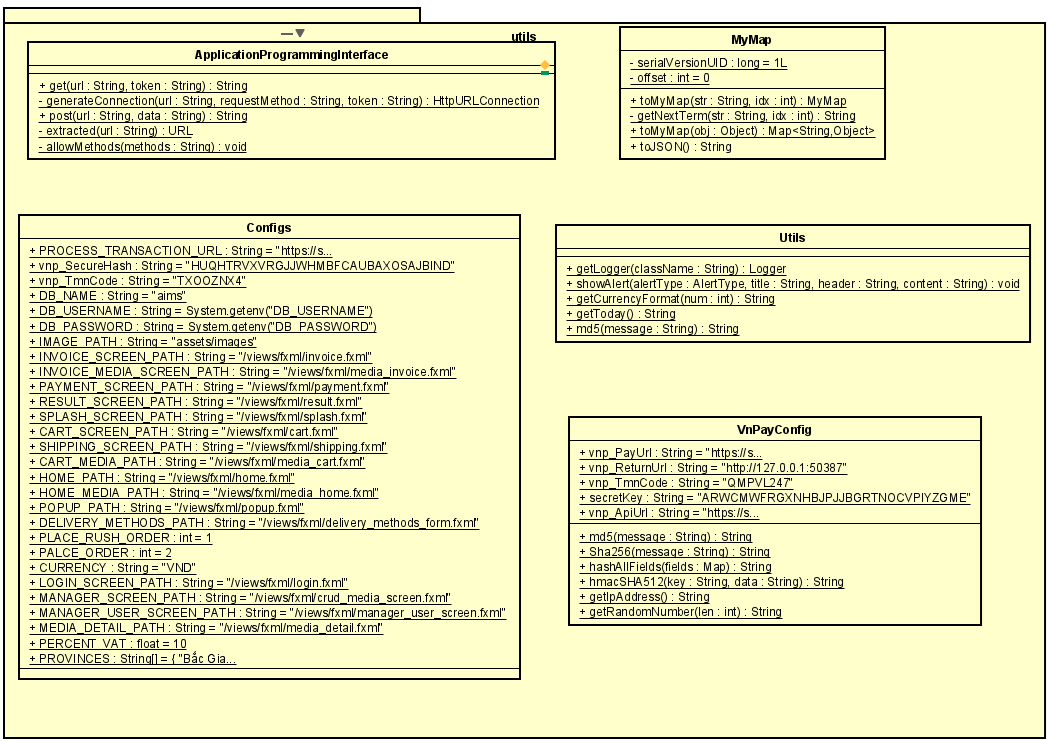 utils
ApplicationProgrammingInterface
+ get(url : String, token : String) : String
- generateConnection(url : String, requestMethod : String, token : String) : HttpURLConnection
+ post(url : String, data : String) : String
- extracted(url : String) : URL
- allowMethods(methods : String) : void
MyMap
- serialVersionUID : long = 1L
- offset : int = 0
+ toMyMap(str : String, idx : int) : MyMap
- getNextTerm(str : String, idx : int) : String
+ toMyMap(obj : Object) : Map<String,Object>
+ toJSON() : String
Configs
+ PROCESS_TRANSACTION_URL : String = "https://s...
+ vnp_SecureHash : String = "HUQHTRVXVRGJJWHMBFCAUBAXOSAJBIND"
+ vnp_TmnCode : String = "TXOOZNX4"
+ DB_NAME : String = "aims"
+ DB_USERNAME : String = System.getenv("DB_USERNAME")
+ DB_PASSWORD : String = System.getenv("DB_PASSWORD")
+ IMAGE_PATH : String = "assets/images"
+ INVOICE_SCREEN_PATH : String = "/views/fxml/invoice.fxml"
+ INVOICE_MEDIA_SCREEN_PATH : String = "/views/fxml/media_invoice.fxml"
+ PAYMENT_SCREEN_PATH : String = "/views/fxml/payment.fxml"
+ RESULT_SCREEN_PATH : String = "/views/fxml/result.fxml"
+ SPLASH_SCREEN_PATH : String = "/views/fxml/splash.fxml"
+ CART_SCREEN_PATH : String = "/views/fxml/cart.fxml"
+ SHIPPING_SCREEN_PATH : String = "/views/fxml/shipping.fxml"
+ CART_MEDIA_PATH : String = "/views/fxml/media_cart.fxml"
+ HOME_PATH : String = "/views/fxml/home.fxml"
+ HOME_MEDIA_PATH : String = "/views/fxml/media_home.fxml"
+ POPUP_PATH : String = "/views/fxml/popup.fxml"
+ DELIVERY_METHODS_PATH : String = "/views/fxml/delivery_methods_form.fxml"
+ PLACE_RUSH_ORDER : int = 1
+ PALCE_ORDER : int = 2
+ CURRENCY : String = "VND"
+ LOGIN_SCREEN_PATH : String = "/views/fxml/login.fxml"
+ MANAGER_SCREEN_PATH : String = "/views/fxml/crud_media_screen.fxml"
+ MANAGER_USER_SCREEN_PATH : String = "/views/fxml/manager_user_screen.fxml"
+ MEDIA_DETAIL_PATH : String = "/views/fxml/media_detail.fxml"
+ PERCENT_VAT : float = 10
+ PROVINCES : String[] = { "Bắc Gia...
Utils
+ getLogger(className : String) : Logger
+ showAlert(alertType : AlertType, title : String, header : String, content : String) : void
+ getCurrencyFormat(num : int) : String
+ getToday() : String
+ md5(message : String) : String
VnPayConfig
+ vnp_PayUrl : String = "https://s...
+ vnp_ReturnUrl : String = "http://127.0.0.1:50387"
+ vnp_TmnCode : String = "QMPVL247"
+ secretKey : String = "ARWCMWFRGXNHBJPJJBGRTNOCVPIYZGME"
+ vnp_ApiUrl : String = "https://s...
+ md5(message : String) : String
+ Sha256(message : String) : String
+ hashAllFields(fields : Map) : String
+ hmacSHA512(key : String, data : String) : String
+ getIpAddress() : String
+ getRandomNumber(len : int) : String